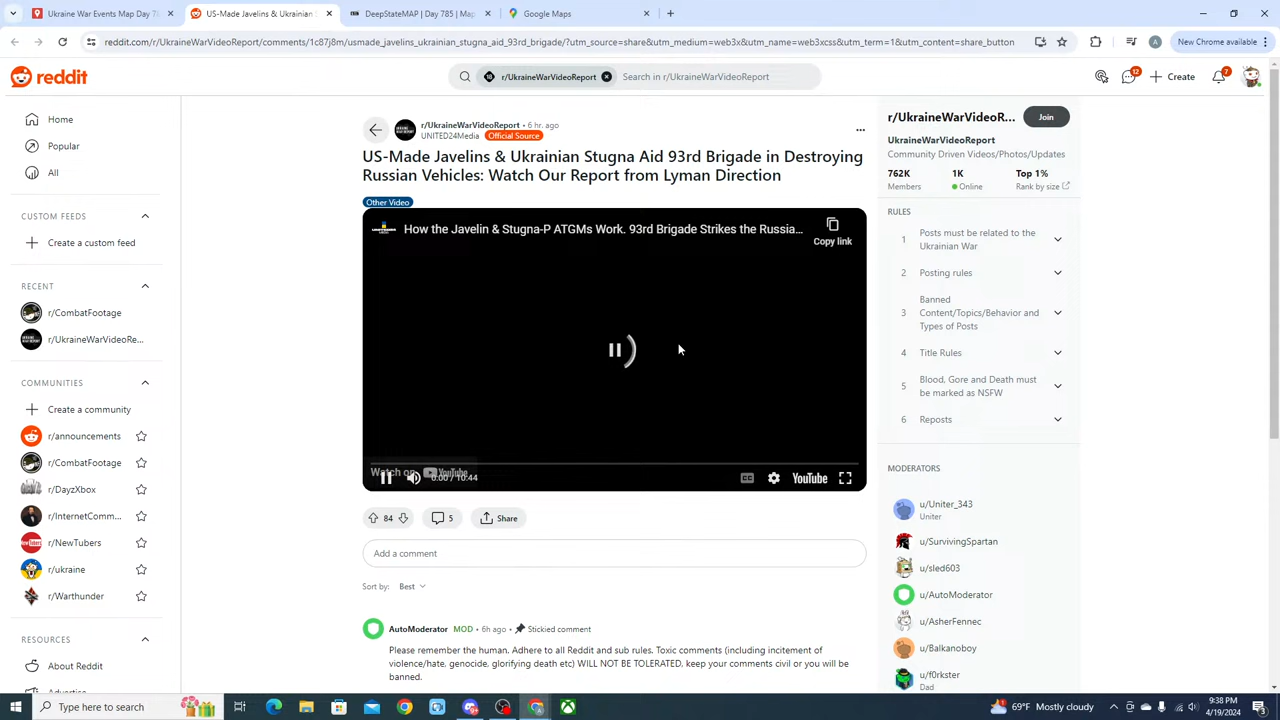 Ukraine War Events Map Day 78
US-Made Javelins & Ukrainian S
DeepStateMAP | Day 785 | Map
Google Maps
reddit.com/r/UkraineWarVideoReport/comments/1c87j8m/usmade_javelins_ukrainian_stugna_aid_93rd_brigade/?utm_source=share&utm_medium=web3x&utm_name=web3xcss&utm_term=1&utm_content=share_button
A
New Chrome available
reddit
r/UkraineWarVideoReport
Search in r/UkraineWarVideoReport
12
Create
7
Home
Popular
All
CUSTOM FEEDS
Create a custom feed
RECENT
r/CombatFootage
r/UkraineWarVideoRe...
COMMUNITIES
Create a community
r/announcements
r/CombatFootage
r/DayzXbox
r/InternetComm...
r/NewTubers
r/ukraine
r/Warthunder
RESOURCES
About Reddit
Advertise
r/UkraineWarVideoReport • 6 hr. ago
UNITED24Media Official Source
US-Made Javelins & Ukrainian Stugna Aid 93rd Brigade in Destroying
Russian Vehicles: Watch Our Report from Lyman Direction
Other Video
How the Javelin & Stugna-P ATGMs Work. 93rd Brigade Strikes the Russia...
Copy link
Watch on YouTube
0:00 / 10:44
YouTube
84
5
Share
Add a comment
Sort by: Best
AutoModerator MOD • 6h ago Stickied comment
Please remember the human. Adhere to all Reddit and sub rules. Toxic comments (including incitement of
violence/hate, genocide, glorifying death etc) WILL NOT BE TOLERATED, keep your comments civil or you will be
banned.
r/UkraineWarVideoR...
Join
UkraineWarVideoReport
Community Driven Videos/Photos/Updates
762K
1K
Top 1%
Members
Online
Rank by size
RULES
1 Posts must be related to the
Ukrainian War
2 Posting rules
3 Banned
Content/Topics/Behavior and
Types of Posts
4 Title Rules
5 Blood, Gore and Death must
be marked as NSFW
6 Reposts
MODERATORS
u/Uniter_343
Uniter
u/SurvivingSpartan
u/sled603
u/AutoModerator
u/AsherFennec
u/Balkanoboy
u/f0rkster
Dad
Type here to search
69°F Mostly cloudy
9:38 PM
4/19/2024